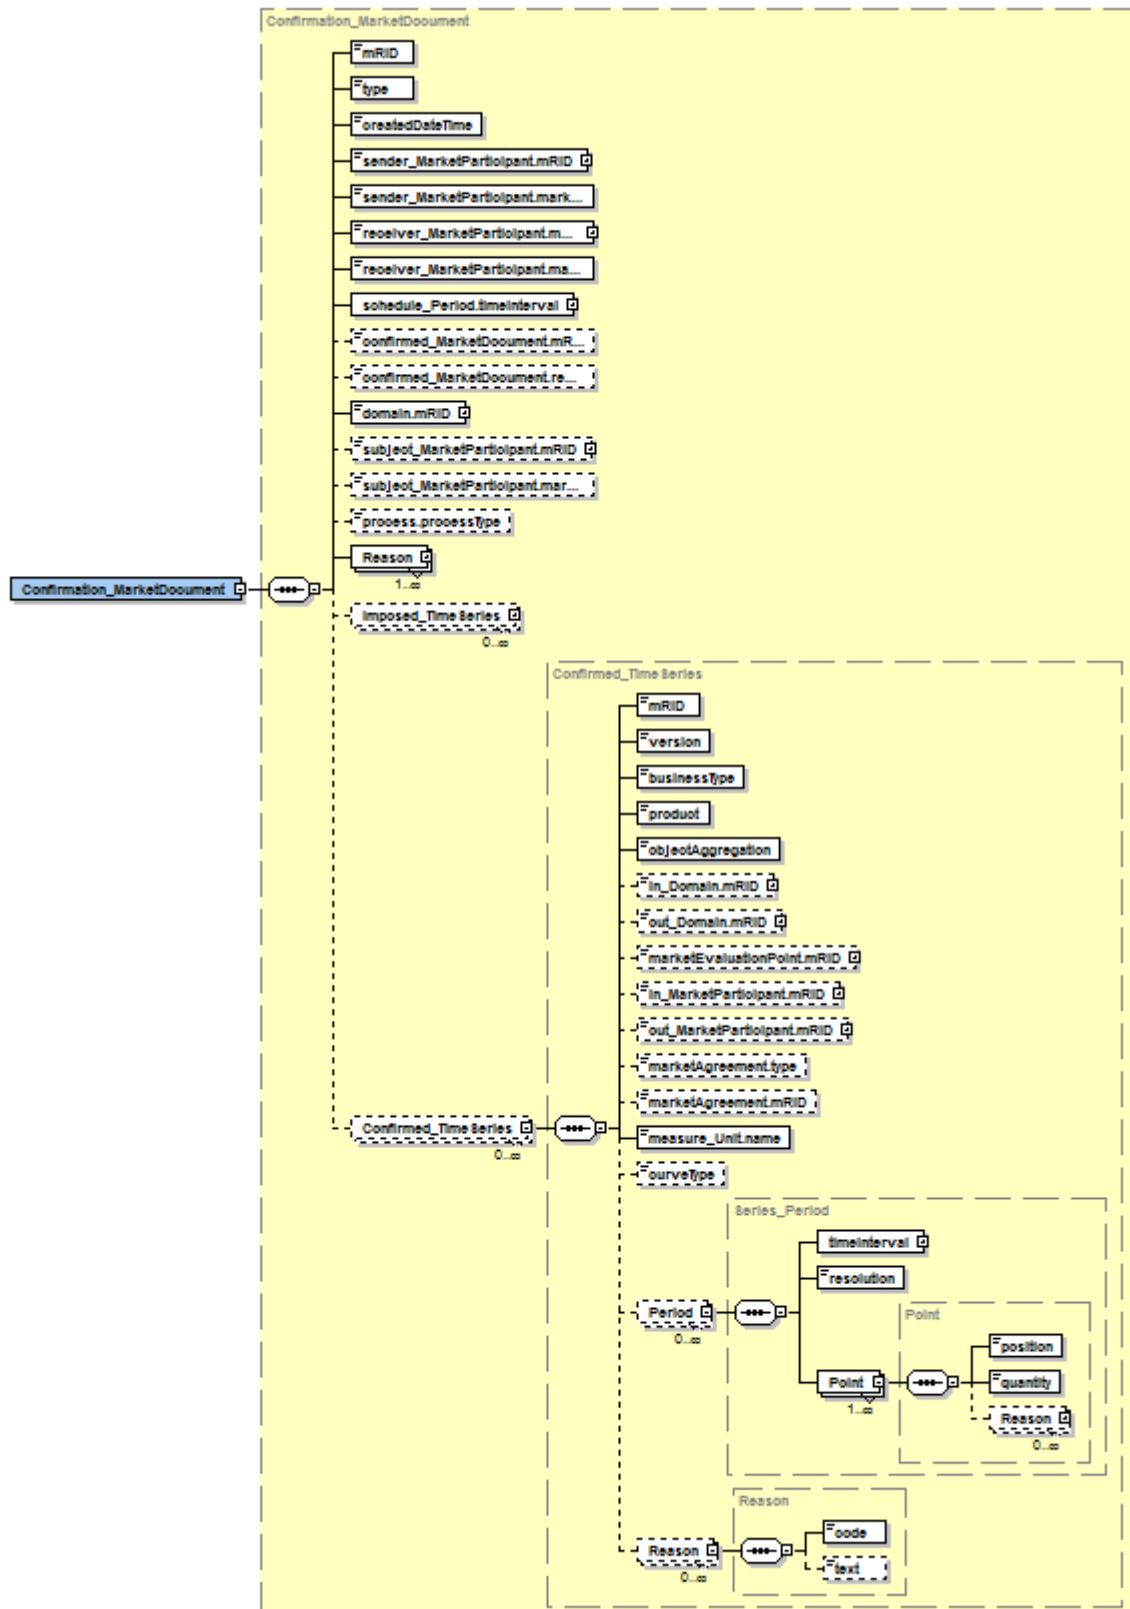 Confirmation_MarketDocument
mRID
type
createdDateTime
sender_MarketParticipant.mRID
sender_MarketParticipant.mark...
receiver_MarketParticipant.m...
receiver_MarketParticipant.ma...
schedule_Period.timeInterval
confirmed_MarketDocument.mR...
confirmed_MarketDocument.re...
domain.mRID
subject_MarketParticipant.mRID
subject_MarketParticipant.mar...
process.processType
Reason
1..∞
Confirmation_MarketDocument
Imposed_TimeSeries
0..∞
Confirmed_TimeSeries
mRID
version
businessType
product
objectAggregation
in_Domain.mRID
out_Domain.mRID
marketEvaluationPoint.mRID
in_MarketParticipant.mRID
out_MarketParticipant.mRID
marketAgreement.type
marketAgreement.mRID
Confirmed_TimeSeries
0..∞
measure_Unit.name
curveType
Series_Period
timeInterval
resolution
Period
0..∞
Point
position
Point
1..∞
quantity
Reason
0..∞
Reason
code
Reason
0..∞
text